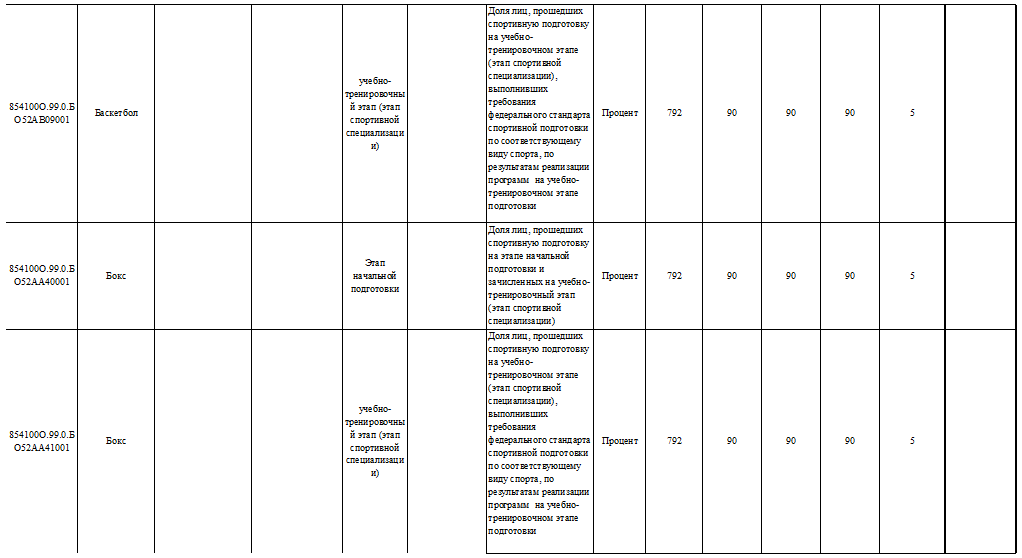 854100О.99.0.Б
О52АВ09001
Баскетбол
учебно-
тренировочны
й этап (этап
спортивной
специализаци
и)
Доля лиц, прошедших
спортивную подготовку
на учебно-
тренировочном этапе
(этап спортивной
специализации),
выполнивших
требования
федерального стандарта
спортивной подготовки
по соответствующему
виду спорта, по
результатам реализации
программ на учебно-
тренировочном этапе
подготовки
Процент
792
90
90
90
5
854100О.99.0.Б
О52АА40001
Бокс
Этап
начальной
подготовки
Доля лиц, прошедших
спортивную подготовку
на этапе начальной
подготовки и
зачисленных на учебно-
тренировочный этап
(этап спортивной
специализации)
Процент
792
90
90
90
5
854100О.99.0.Б
О52АА41001
Бокс
учебно-
тренировочны
й этап (этап
спортивной
специализаци
и)
Доля лиц, прошедших
спортивную подготовку
на учебно-
тренировочном этапе
(этап спортивной
специализации),
выполнивших
требования
федерального стандарта
спортивной подготовки
по соответствующему
виду спорта, по
результатам реализации
программ на учебно-
тренировочном этапе
подготовки
Процент
792
90
90
90
5